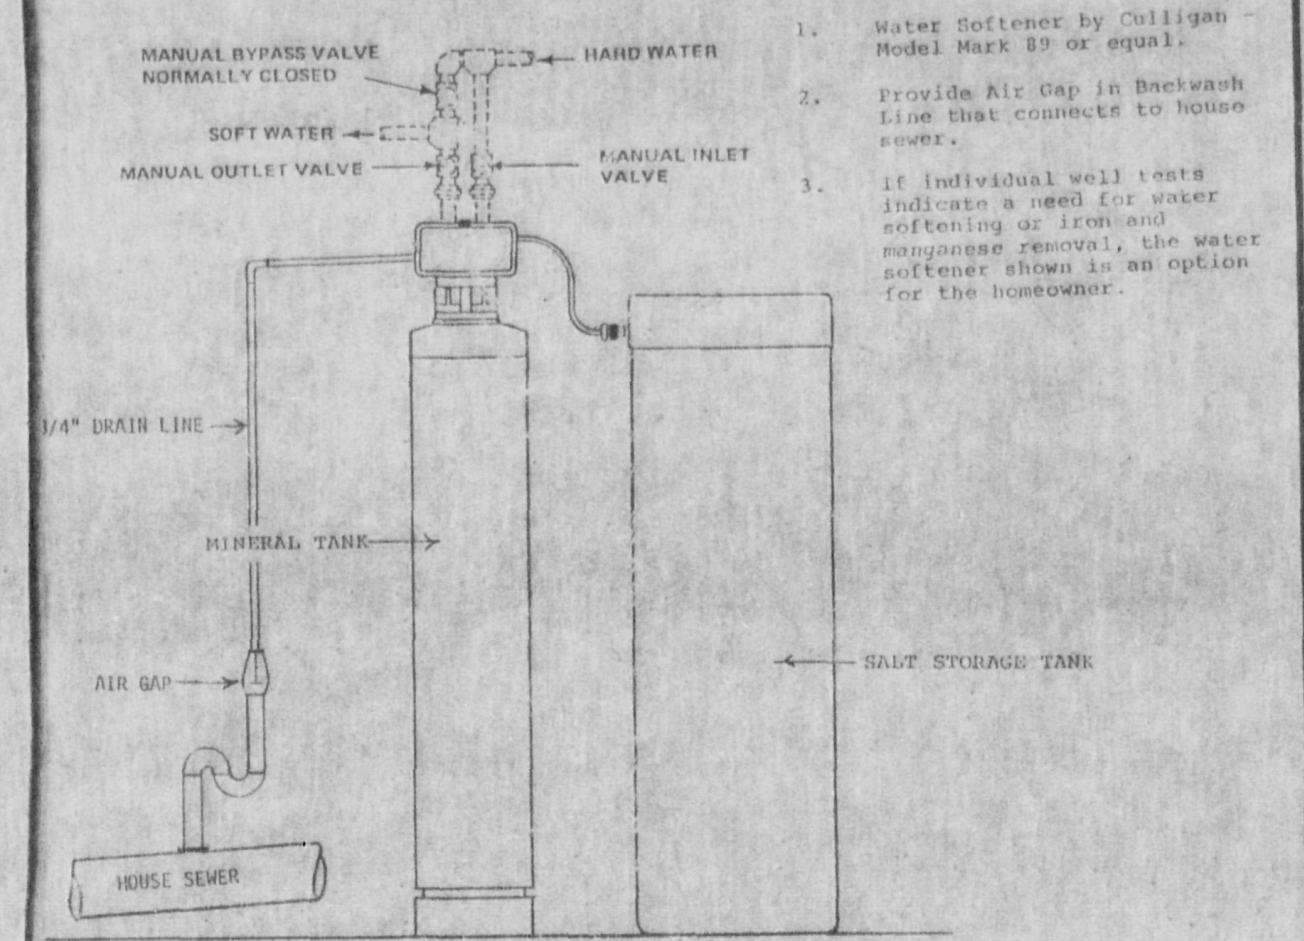 MANUAL BYPASS VALVE
NORMALLY CLOSED
HARD WATER
SOFT WATER
MANUAL OUTLET VALVE
MANUAL INLET
VALVE
3/4" DRAIN LINE
MINERAL TANK
AIR GAP
SALT STORAGE TANK
HOUSE SEWER
1. Water Softener by Culligan -
Model Mark 89 or equal.
2. Provide Air Gap in Backwash
Line that connects to house
sewer.
3. If individual well tests
indicate a need for water
softening or iron and
manganese removal, the water
softener shown is an option
for the homeowner.